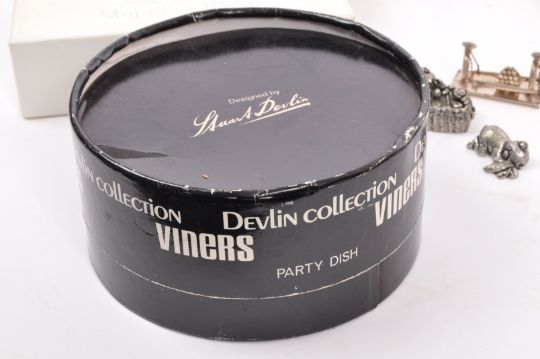 Designed by
Stuart Devlin
Devlin collection
VINERS
Devlin collection
VINERS
PARTY DISH